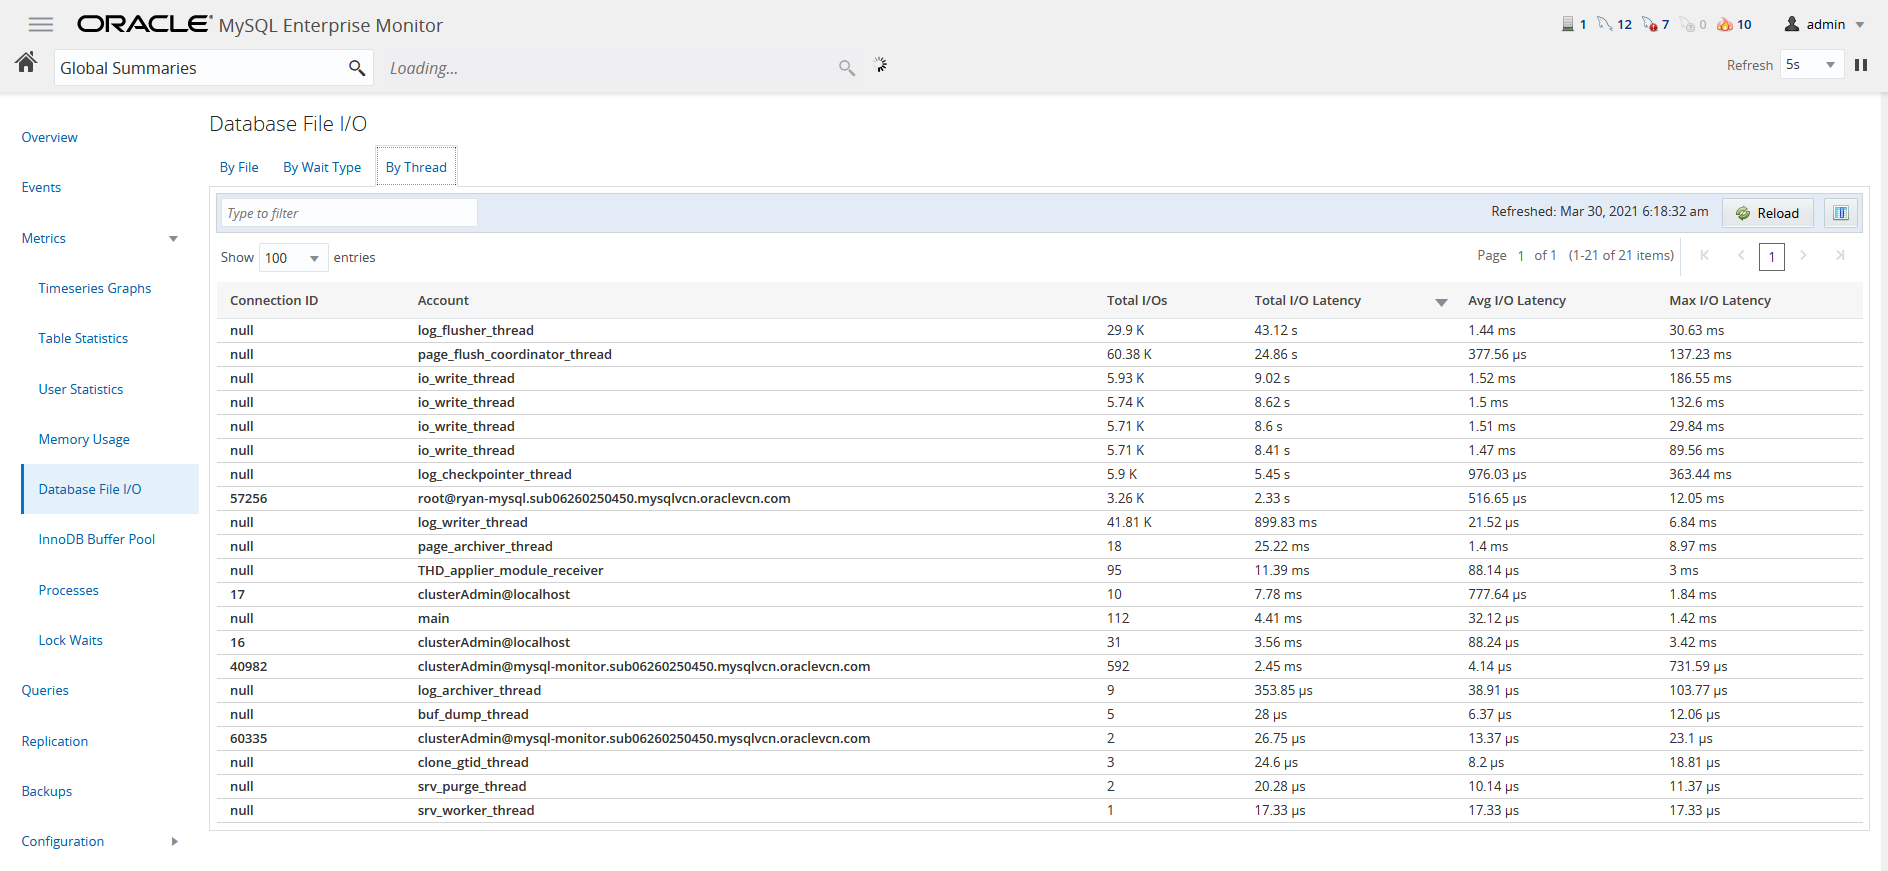 ORACLE MySQL Enterprise Monitor
1 12 7 0 10 admin
Global Summaries Loading... Refresh 5s
Database File I/O
Overview
Events
Metrics
Timeseries Graphs
Table Statistics
User Statistics
Memory Usage
Database File I/O
InnoDB Buffer Pool
Processes
Lock Waits
Queries
Replication
Backups
Configuration
By File By Wait Type By Thread
Type to filter Refreshed: Mar 30, 2021 6:18:32 am Reload
Show 100 entries Page 1 of 1 (1-21 of 21 items) 1
Connection ID Account Total I/Os Total I/O Latency Avg I/O Latency Max I/O Latency
null log_flusher_thread 29.9 K 43.12 s 1.44 ms 30.63 ms
null page_flush_coordinator_thread 60.38 K 24.86 s 377.56 µs 137.23 ms
null io_write_thread 5.93 K 9.02 s 1.52 ms 186.55 ms
null io_write_thread 5.74 K 8.62 s 1.5 ms 132.6 ms
null io_write_thread 5.71 K 8.6 s 1.51 ms 29.84 ms
null io_write_thread 5.71 K 8.41 s 1.47 ms 89.56 ms
null log_checkpointer_thread 5.9 K 5.45 s 976.03 µs 363.44 ms
57256 root@ryan-mysql.sub06260250450.mysqlvcn.oraclevcn.com 3.26 K 2.33 s 516.65 µs 12.05 ms
null log_writer_thread 41.81 K 899.83 ms 21.52 µs 6.84 ms
null page_archiver_thread 18 25.22 ms 1.4 ms 8.97 ms
null THD_applier_module_receiver 95 11.39 ms 88.14 µs 3 ms
17 clusterAdmin@localhost 10 7.78 ms 777.64 µs 1.84 ms
null main 112 4.41 ms 32.12 µs 1.42 ms
16 clusterAdmin@localhost 31 3.56 ms 88.24 µs 3.42 ms
40982 clusterAdmin@mysql-monitor.sub06260250450.mysqlvcn.oraclevcn.com 592 2.45 ms 4.14 µs 731.59 µs
null log_archiver_thread 9 353.85 µs 38.91 µs 103.77 µs
null buf_dump_thread 5 28 µs 6.37 µs 12.06 µs
60335 clusterAdmin@mysql-monitor.sub06260250450.mysqlvcn.oraclevcn.com 2 26.75 µs 13.37 µs 23.1 µs
null clone_gtid_thread 3 24.6 µs 8.2 µs 18.81 µs
null srv_purge_thread 2 20.28 µs 10.14 µs 11.37 µs
null srv_worker_thread 1 17.33 µs 17.33 µs 17.33 µs